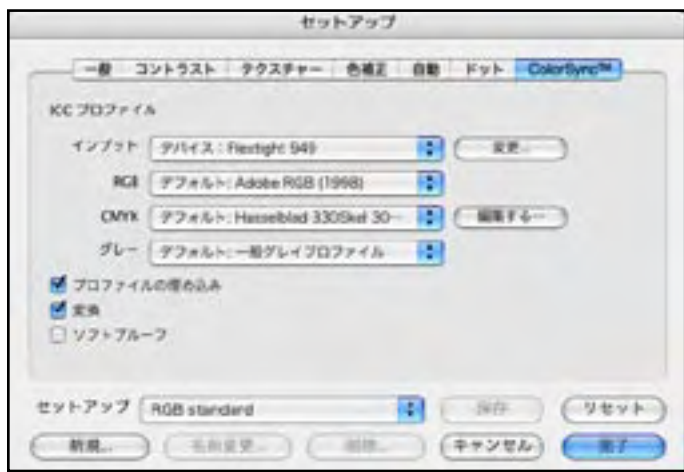 セットアップ
一般 コントラスト テクスチャー 色補正 自動 ドット ColorSync™
ICC プロファイル
インプット デバイス：Flextight 949 変更...
RGB デフォルト：Adobe RGB (1998)
CMYK デフォルト：Hasselblad 330Skel 30… 編集する…
グレー デフォルト：一般グレイプロファイル
プロファイルの埋め込み
変換
ソフトプルーフ
セットアップ RGB standard 保存 リセット
新規... 名前変更... 削除... キャンセル 完了